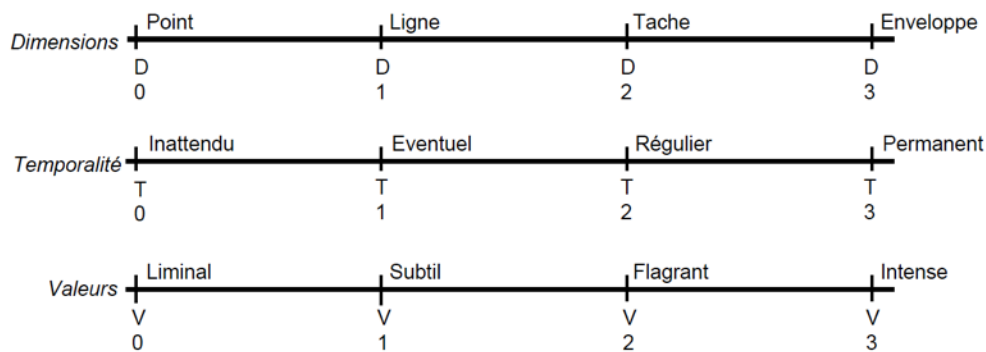 Point Ligne Tache Enveloppe
Dimensions
D D D D
0 1 2 3
Inattendu Eventuel Régulier Permanent
Temporalité
T T T T
0 1 2 3
Liminal Subtil Flagrant Intense
Valeurs
V V V V
0 1 2 3